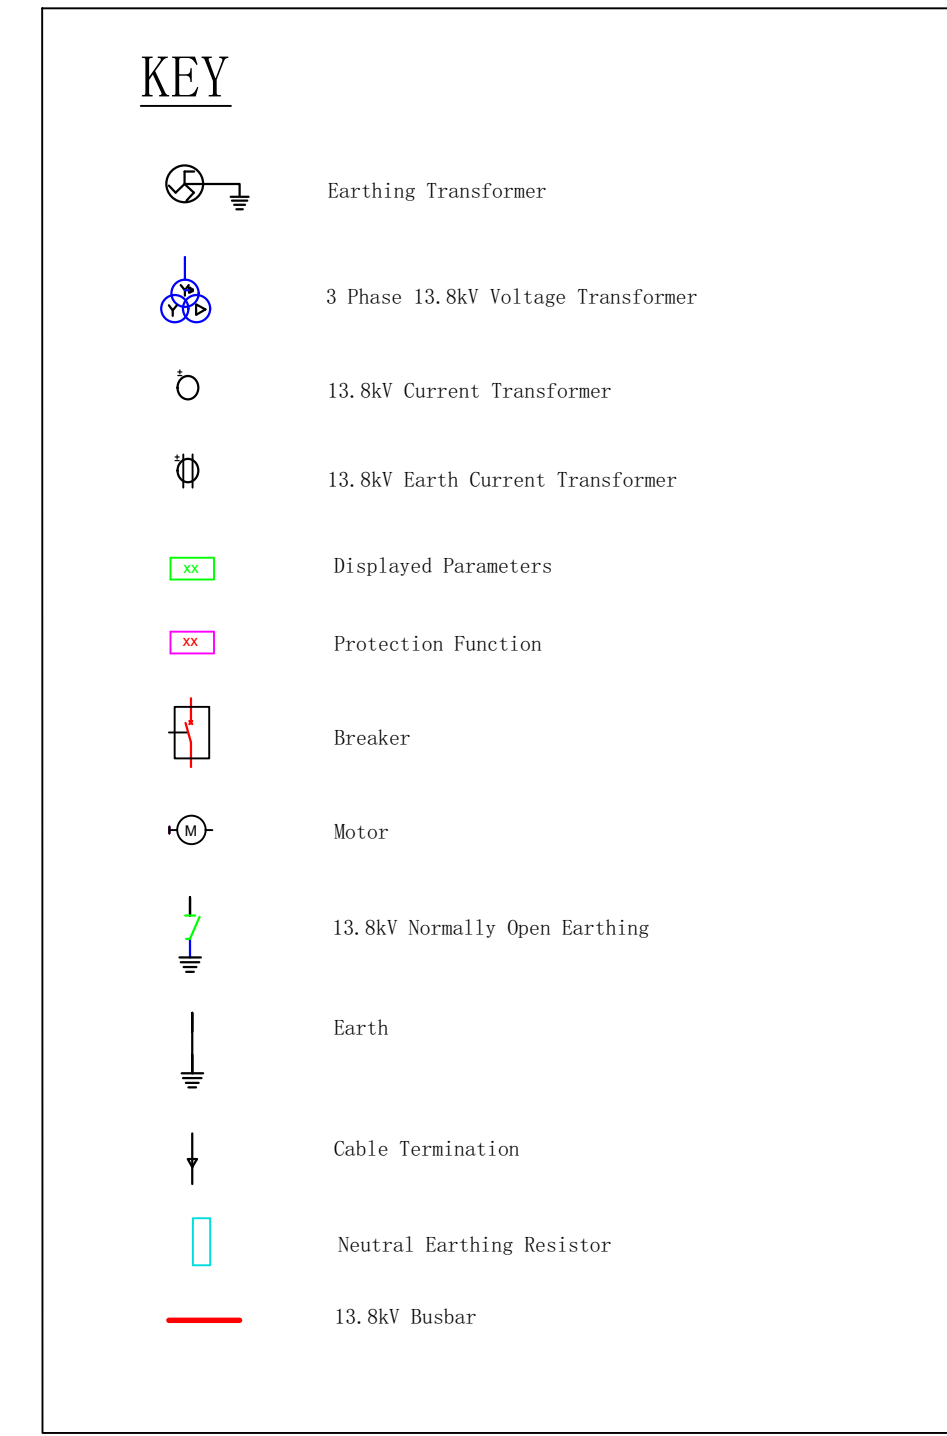 KEY
Earthing Transformer
3 Phase 13.8kV Voltage Transformer
13.8kV Current Transformer
13.8kV Earth Current Transformer
XX Displayed Parameters
XX Protection Function
Breaker
M Motor
13.8kV Normally Open Earthing
Earth
Cable Termination
Neutral Earthing Resistor
13.8kV Busbar